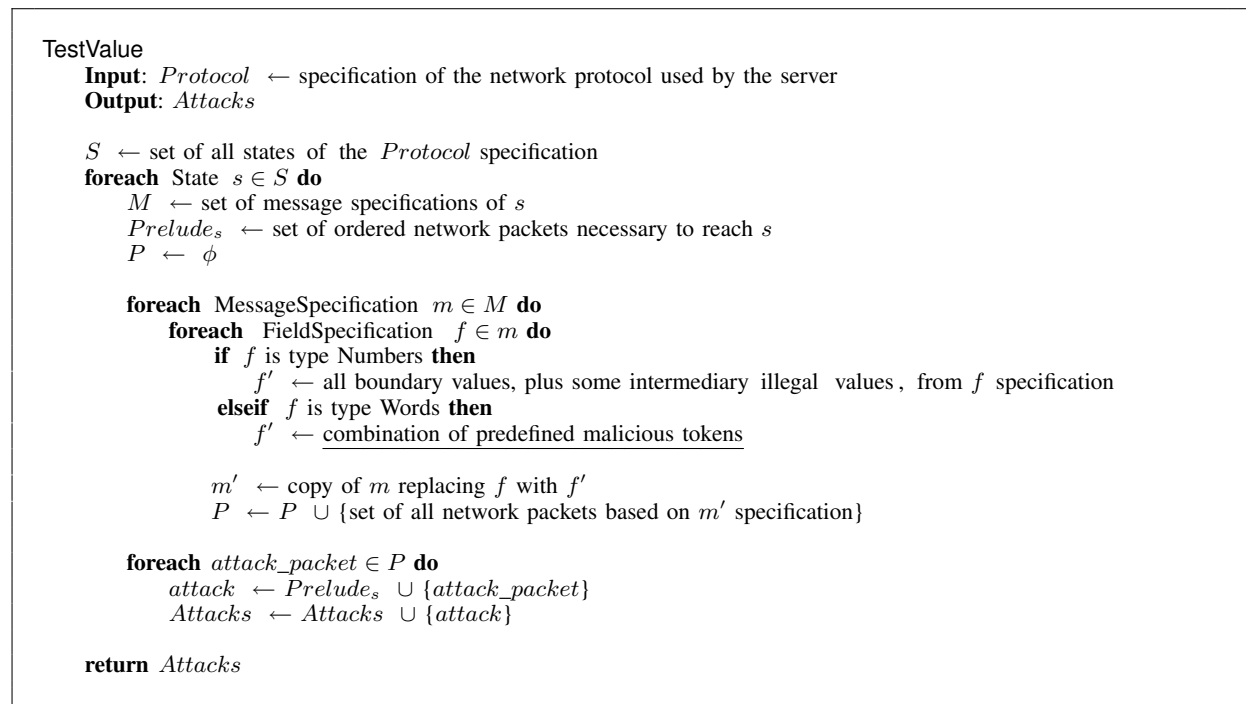 TestValue
Input: Protocol ← specification of the network protocol used by the server
Output: Attacks
S ← set of all states of the Protocol specification
foreach State s ∈ S do
M ← set of message specifications of s
Prelude_s ← set of ordered network packets necessary to reach s
P ← ϕ
foreach MessageSpecification m ∈ M do
foreach FieldSpecification f ∈ m do
if f is type Numbers then
f′ ← all boundary values, plus some intermediary illegal values, from f specification
elseif f is type Words then
f′ ← combination of predefined malicious tokens
m′ ← copy of m replacing f with f′
P ← P ∪ {set of all network packets based on m′ specification}
foreach attack_packet ∈ P do
attack ← Prelude_s ∪ {attack_packet}
Attacks ← Attacks ∪ {attack}
return Attacks